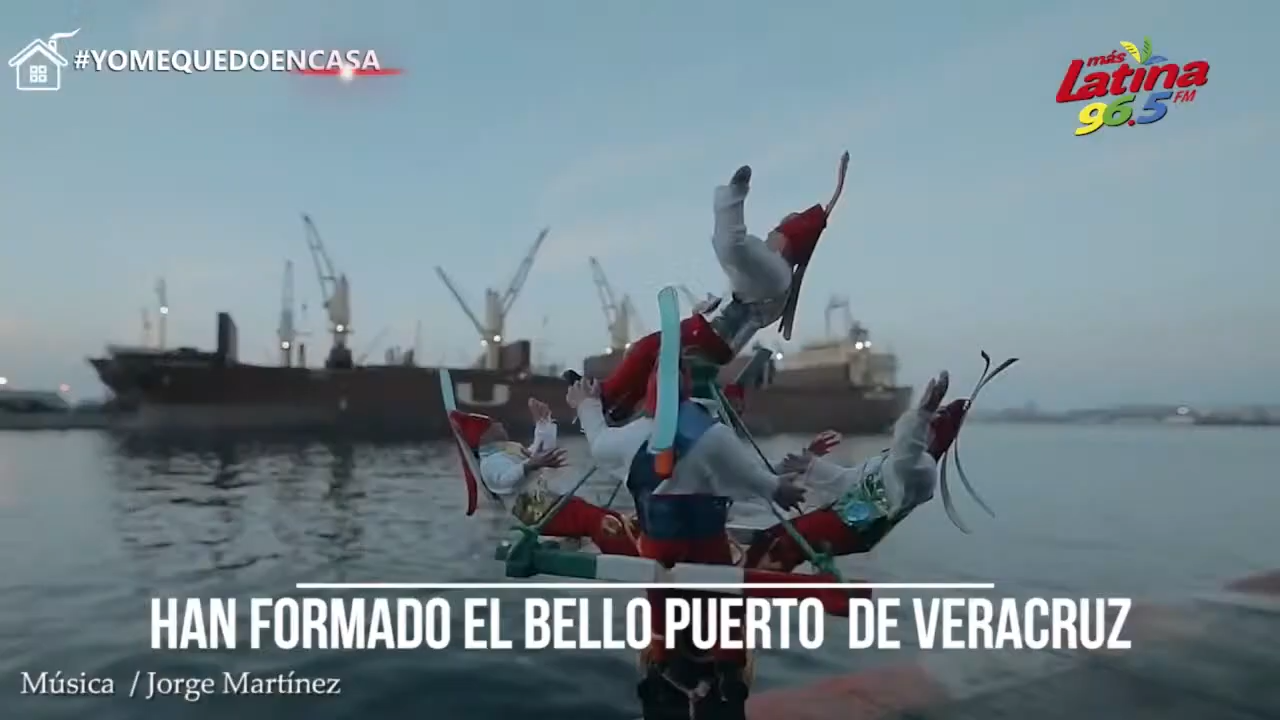 #YOMEQUEDOENCASA
más
Latina
96.5 FM
HAN FORMADO EL BELLO PUERTO DE VERACRUZ
Música / Jorge Martínez